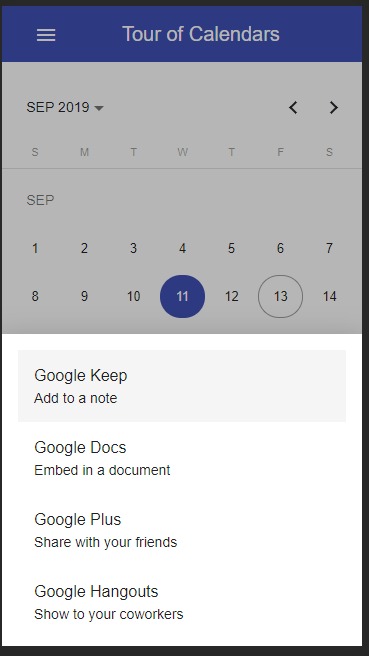 Tour of Calendars
SEP 2019
S M T W T F S
SEP
1 2 3 4 5 6 7
8 9 10 11 12 13 14
Google Keep
Add to a note
Google Docs
Embed in a document
Google Plus
Share with your friends
Google Hangouts
Show to your coworkers